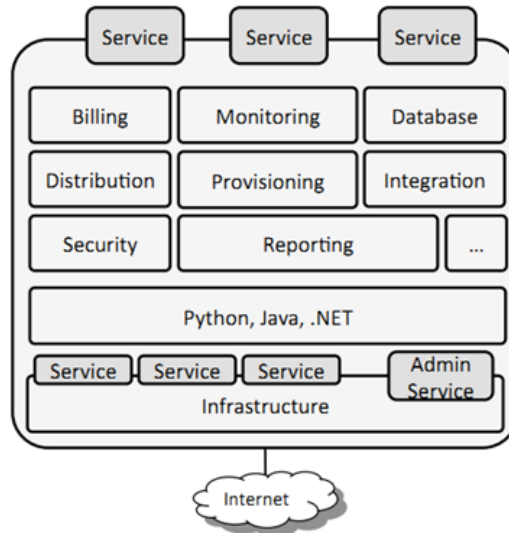 Service Service Service
Billing Monitoring Database
Distribution Provisioning Integration
Security Reporting ...
Python, Java, .NET
Service Service Service Admin
Service
Infrastructure
Internet